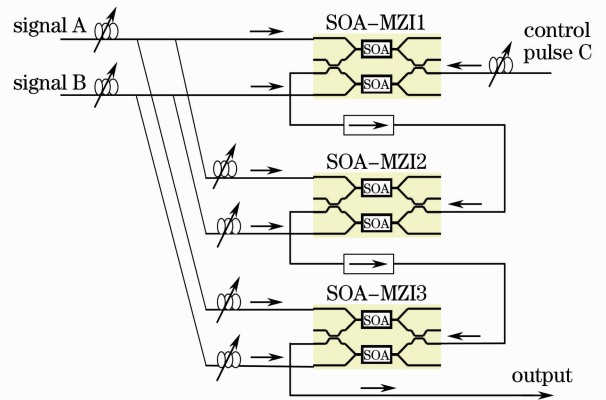 SOA-MZI1
signal A
control
pulse C
SOA
signal B
SOA
SOA-MZI2
SOA
SOA
SOA-MZI3
SOA
SOA
output